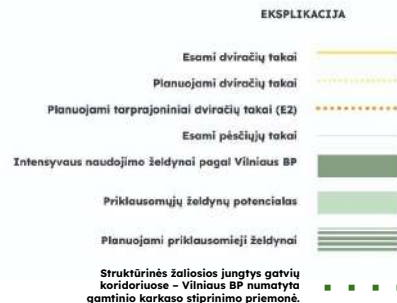 EKSPLIKACIJA
Esami dviračių takai
Planuojami dviračių takai
Planuojami tarprajoniniai dviračių takai (E2)
Esami pėsčiųjų takai
Intensyvaus naudojimo želdynai pagal Vilniaus BP
Priklausomųjų želdynų potencialas
Planuojami priklausomieji želdynai
Struktūrinės žaliosios jungtys gatvių
koridoriuose – Vilniaus BP numatyta
gamtinio karkaso stiprinimo priemonė.